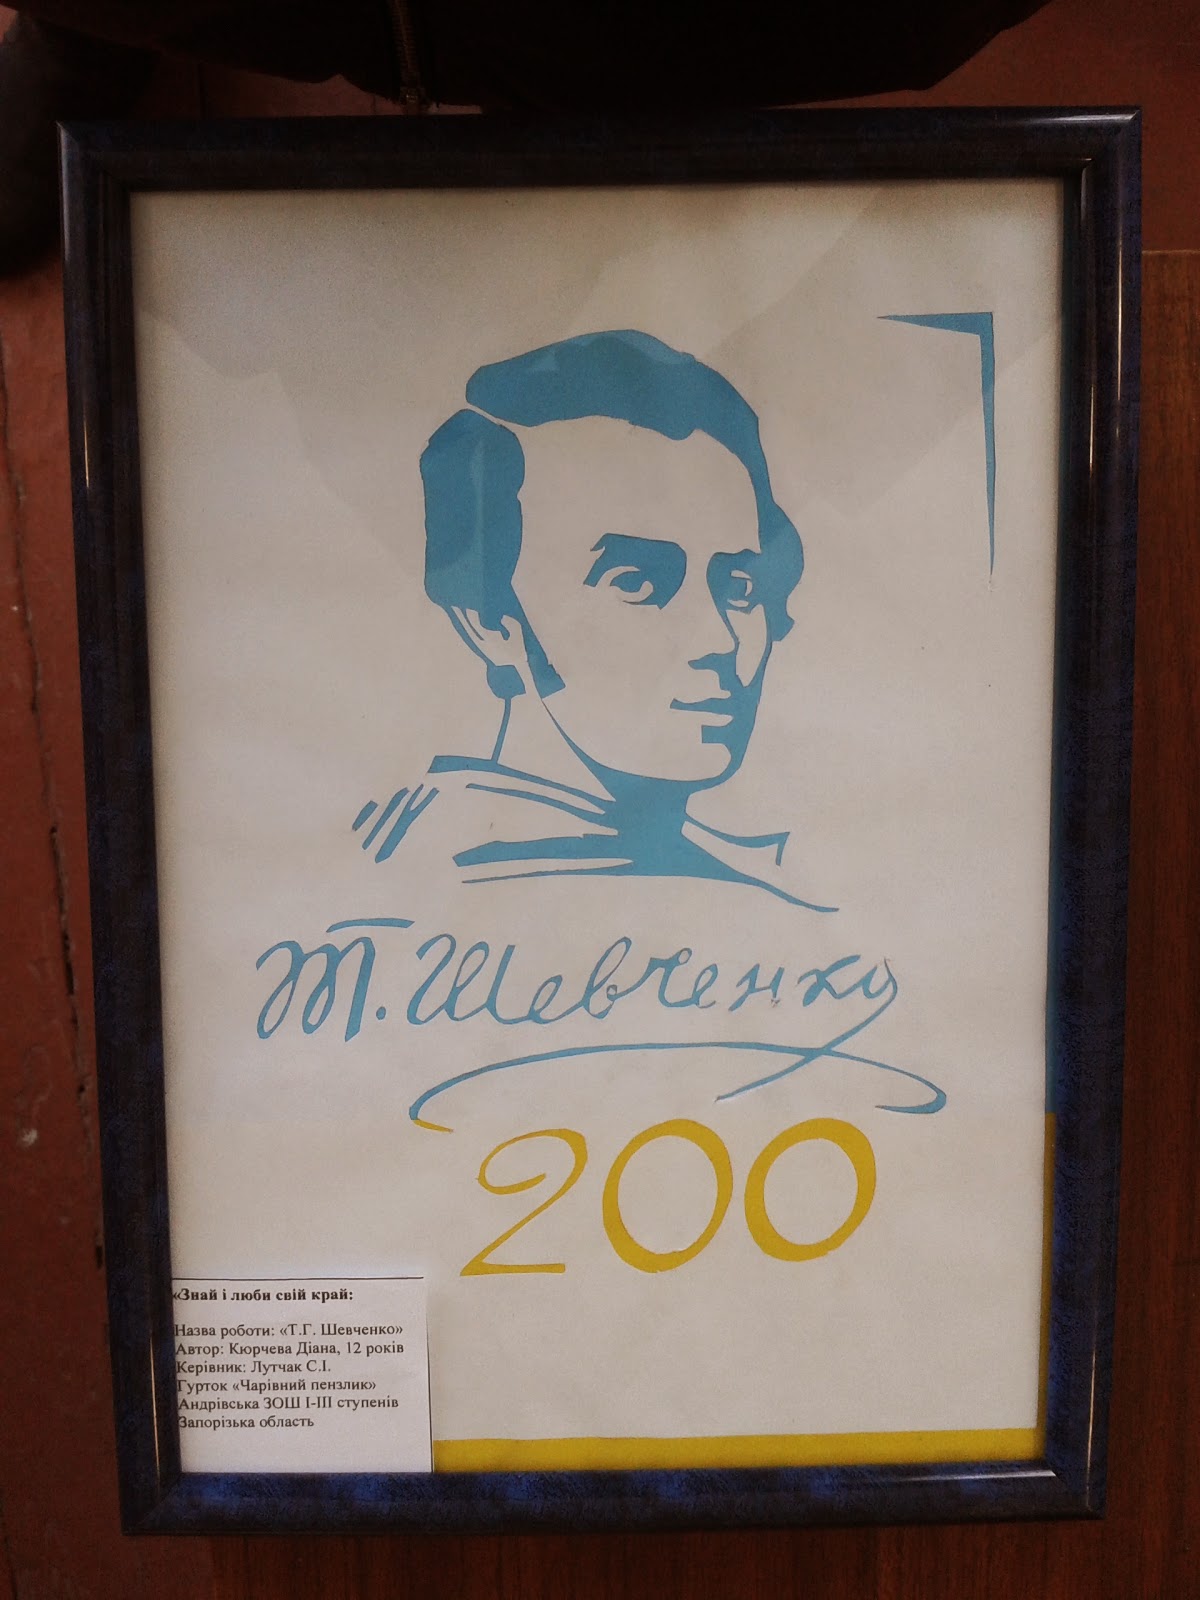 Т. Шевченко
200
«Знай і люби свій край:
Назва роботи: «Т.Г. Шевченко»
Автор: Кюрчева Діана, 12 років
Керівник: Лутчак С.І.
Гурток «Чарівний пензлик»
Андрівська ЗОШ І-ІІІ ступенів
Запорізька область